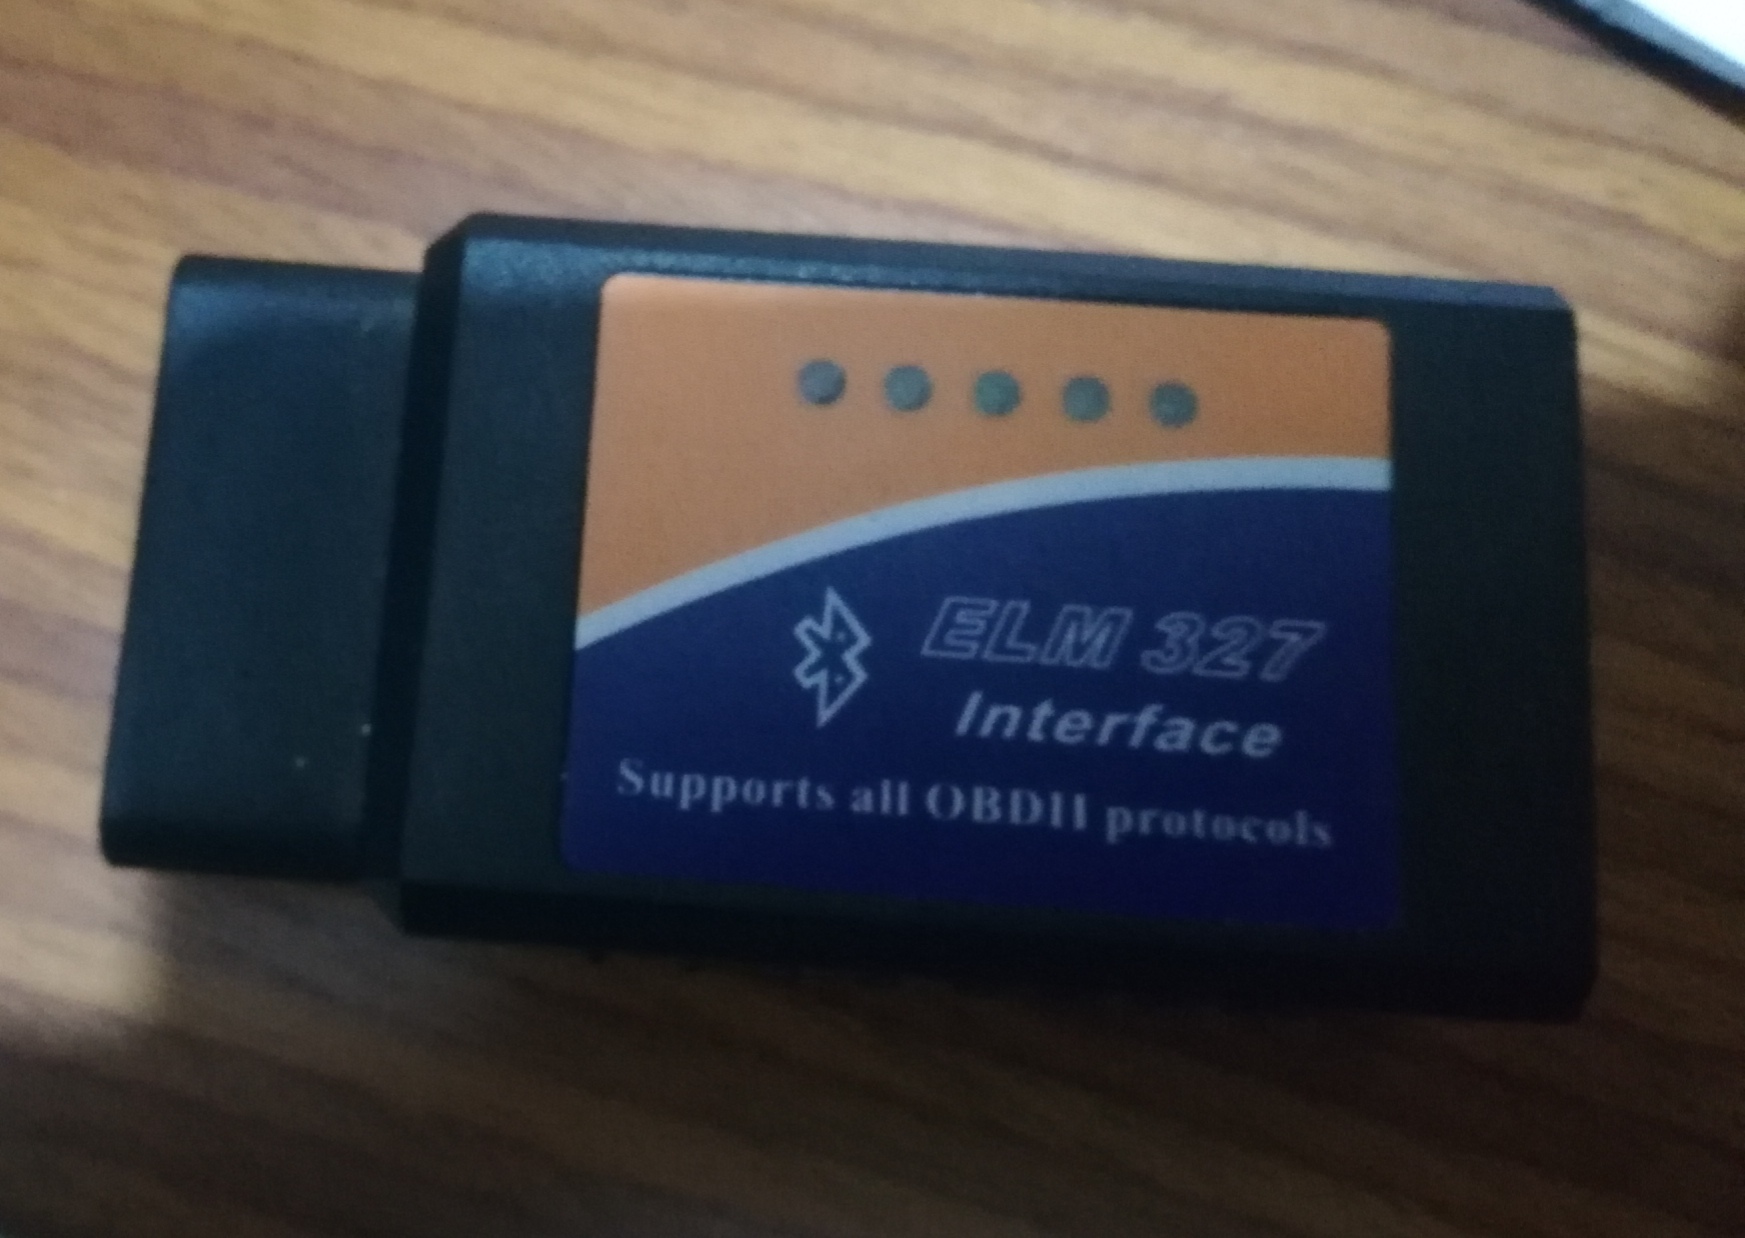 ELM 327
Interface
Supports all OBDII protocols